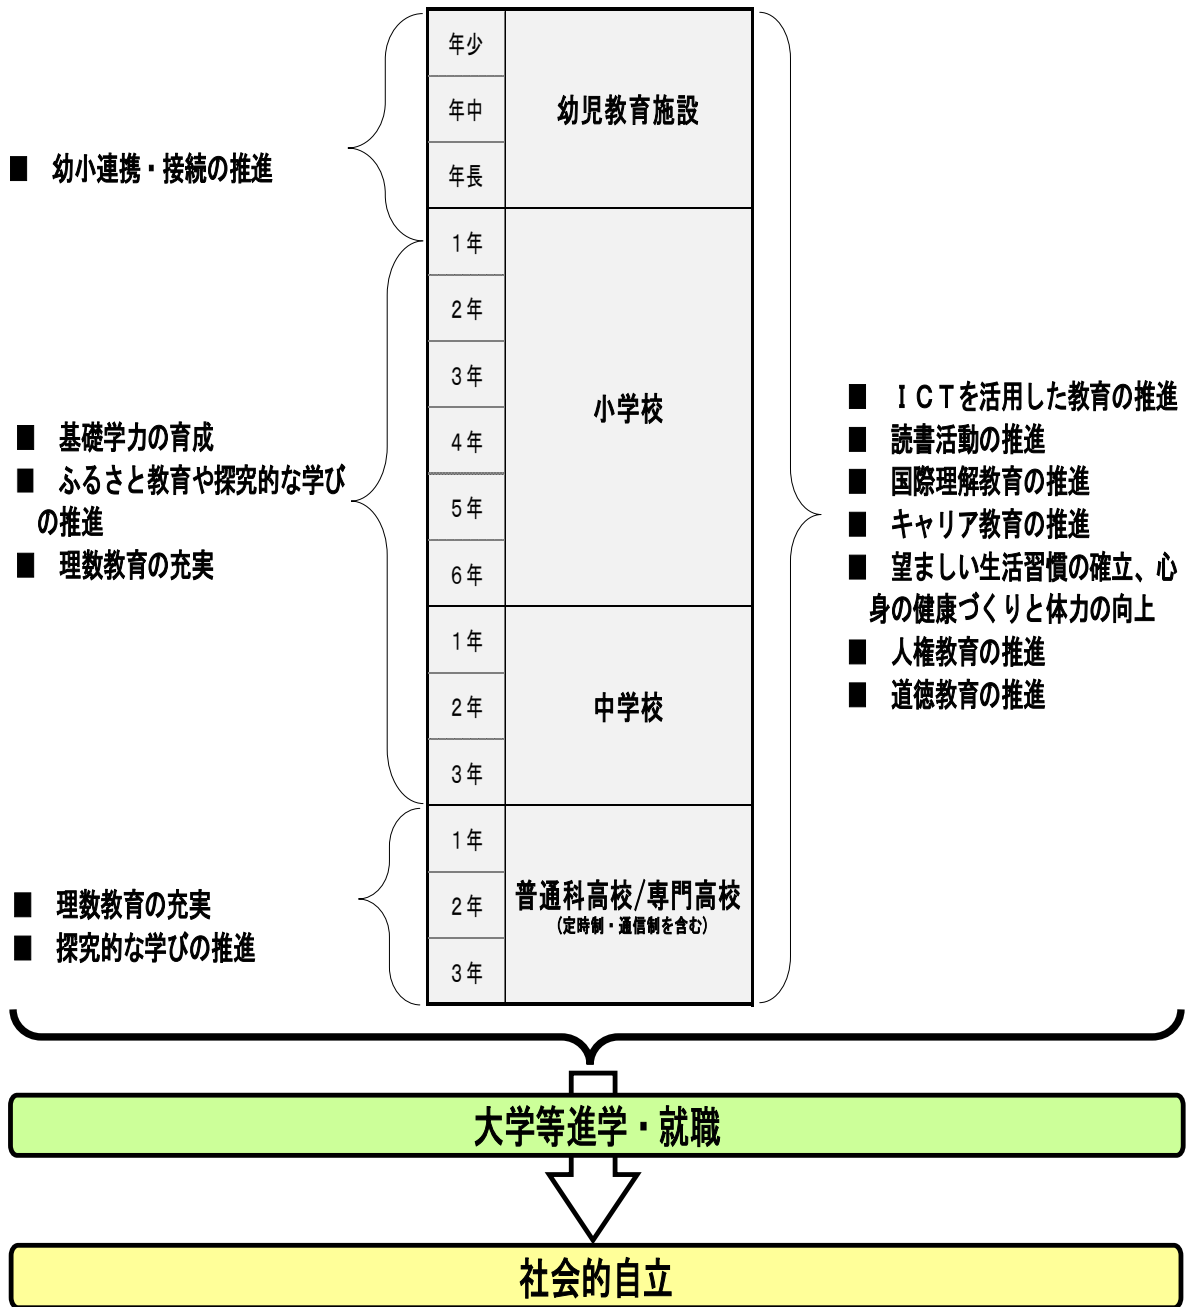 ■　幼小連携・接続の推進
■　基礎学力の育成
■　ふるさと教育や探究的な学び
の推進
■　理数教育の充実
■　理数教育の充実
■　探究的な学びの推進
年少
年中
年長
幼児教育施設
１年
２年
３年
４年
５年
６年
小学校
１年
２年
３年
中学校
１年
２年
３年
普通科高校/専門高校
（定時制・通信制を含む）
■　ＩＣＴを活用した教育の推進
■　読書活動の推進
■　国際理解教育の推進
■　キャリア教育の推進
■　望ましい生活習慣の確立、心
身の健康づくりと体力の向上
■　人権教育の推進
■　道徳教育の推進
大学等進学・就職
社会的自立